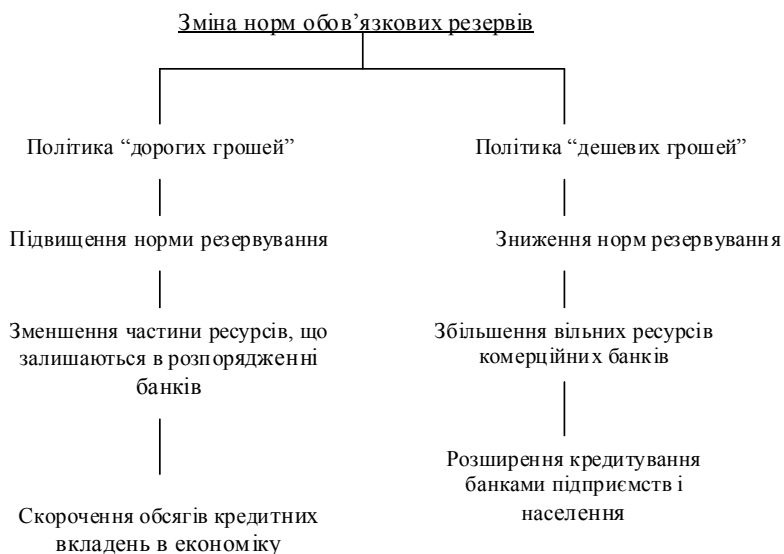 Зміна норм обов’язкових резервів
Політика “дорогих грошей”
Підвищення норми резервування
Зменшення частини ресурсів, що
залишаються в розпорядженні
банків
Скорочення обсягів кредитних
вкладень в економіку
Політика “дешевих грошей”
Зниження норм резервування
Збільшення вільних ресурсів
комерційних банків
Розширення кредитування
банками підприємств і
населення